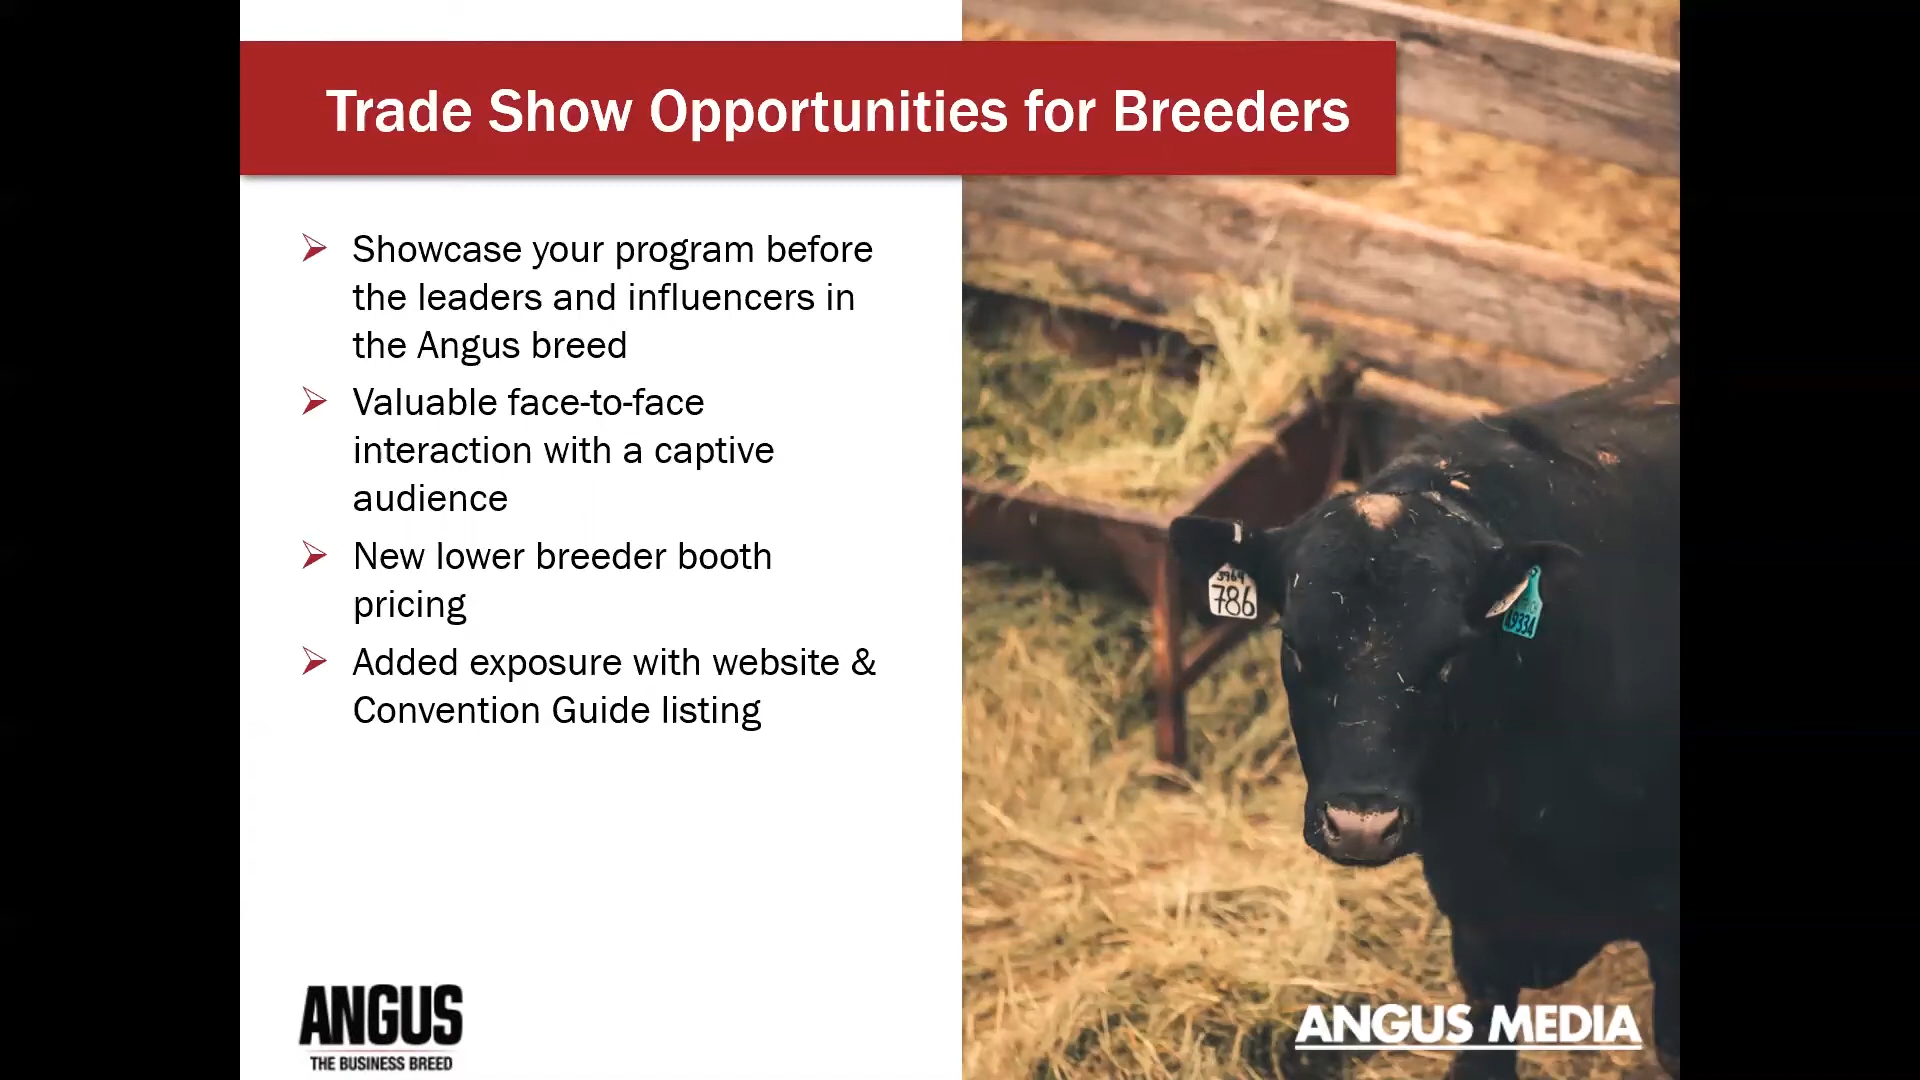 Trade Show Opportunities for Breeders
Showcase your program before
the leaders and influencers in
the Angus breed
Valuable face-to-face
interaction with a captive
audience
New lower breeder booth
pricing
Added exposure with website &
Convention Guide listing
3964
786
49334
ANGUS
THE BUSINESS BREED
ANGUS MEDIA